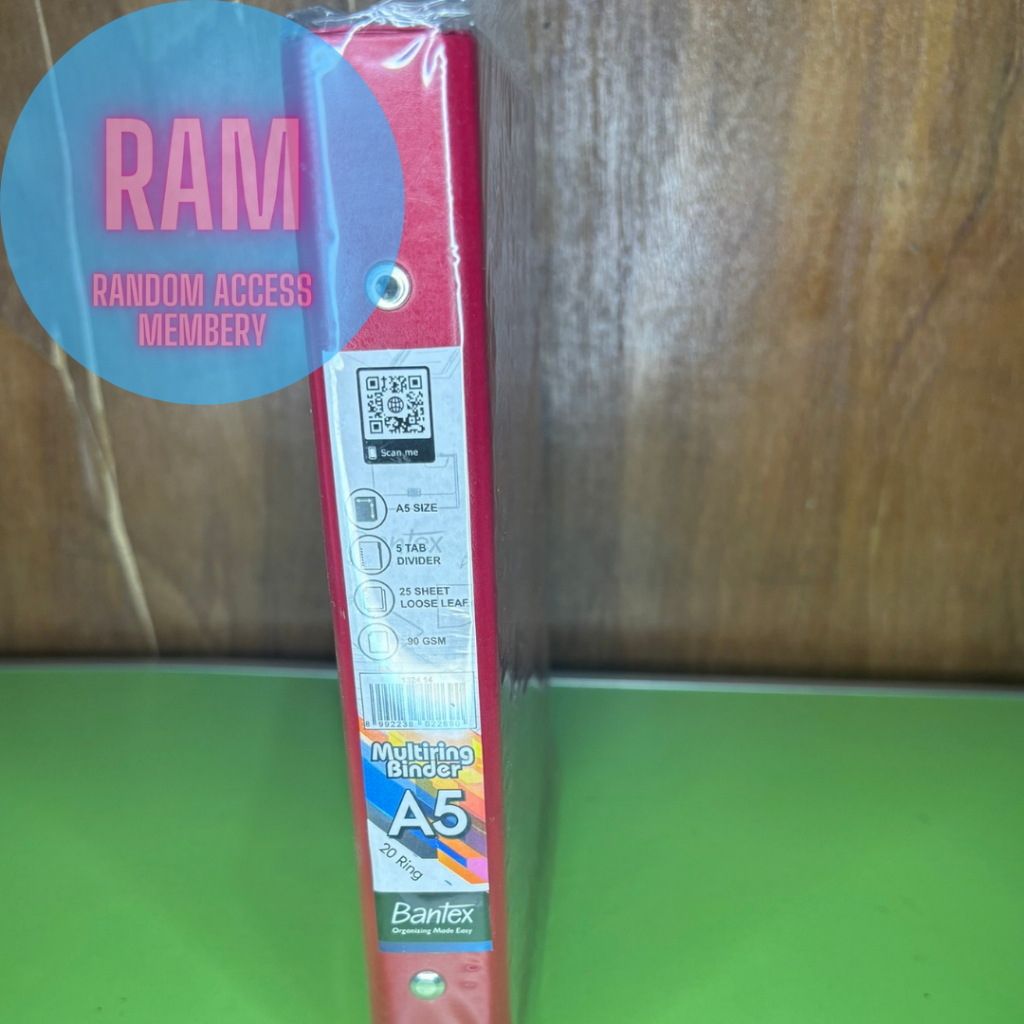 RAM
RANDOM ACCESS
MEMBERY
Scan me
A5 SIZE
5 TAB
DIVIDER
25 SHEET
LOOSE LEAF
90 GSM
Multiring
Binder
A5
20 Ring
Bantex
Organizing Made Easy